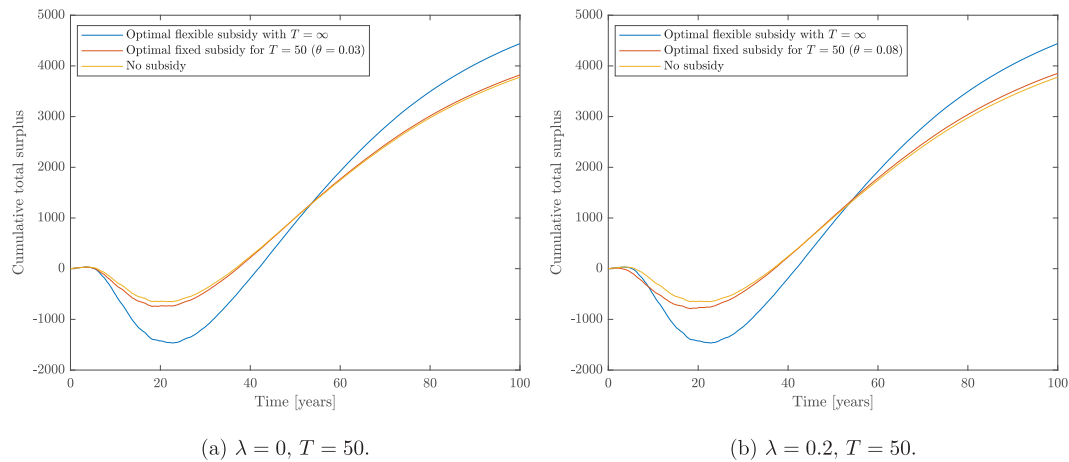 5000
4000
3000
2000
1000
0
-1000
-2000
Cumulative total surplus
Optimal flexible subsidy with T = ∞
Optimal fixed subsidy for T = 50 (θ = 0.03)
No subsidy
0 20 40 60 80 100
Time [years]
(a) λ = 0, T = 50.
5000
4000
3000
2000
1000
0
-1000
-2000
Cumulative total surplus
Optimal flexible subsidy with T = ∞
Optimal fixed subsidy for T = 50 (θ = 0.08)
No subsidy
0 20 40 60 80 100
Time [years]
(b) λ = 0.2, T = 50.